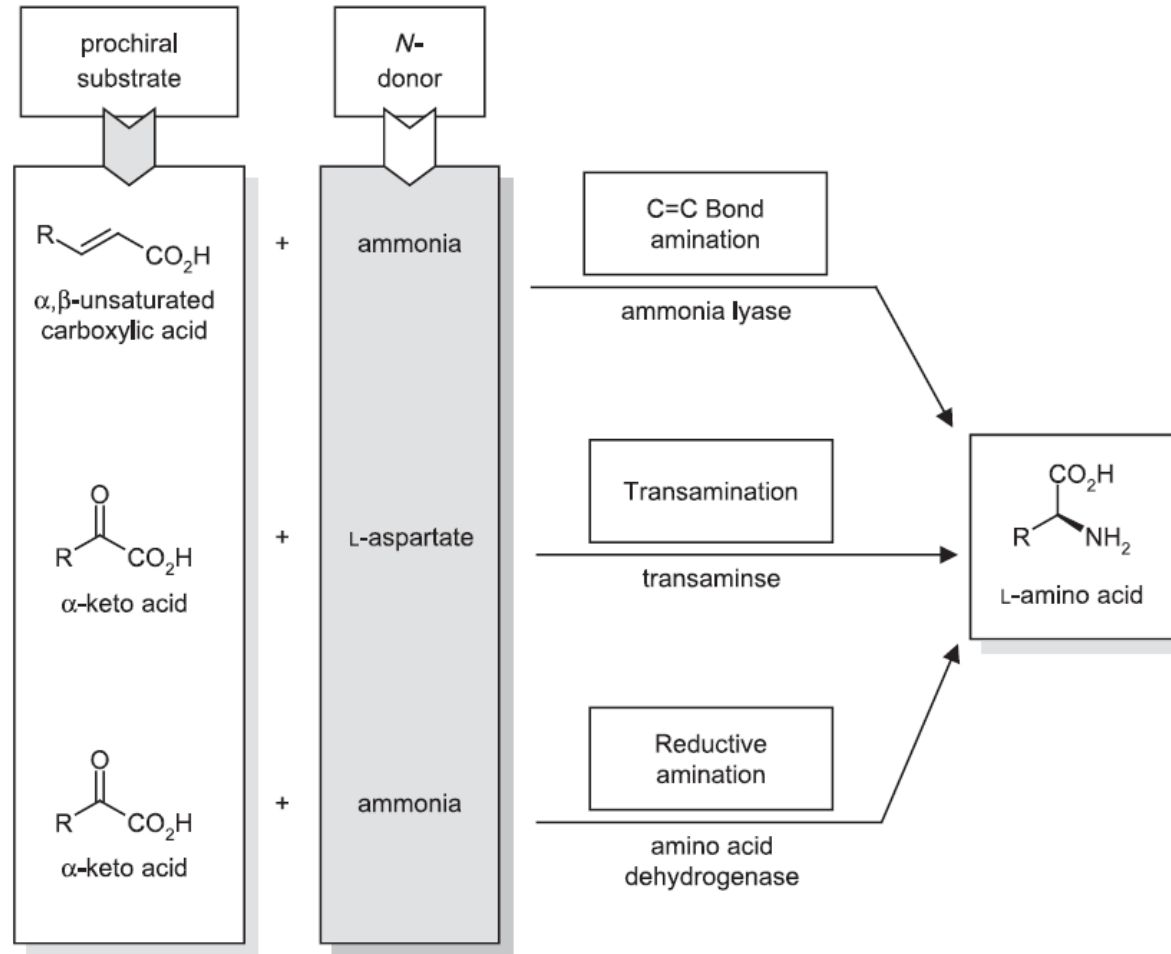 prochiral
substrate
N-
donor
R
CO2H
α,β-unsaturated
carboxylic acid
+
ammonia
C=C Bond
amination
ammonia lyase
O
R
CO2H
α-keto acid
+
L-aspartate
Transamination
transaminse
CO2H
R
NH2
L-amino acid
O
R
CO2H
α-keto acid
+
ammonia
Reductive
amination
amino acid
dehydrogenase